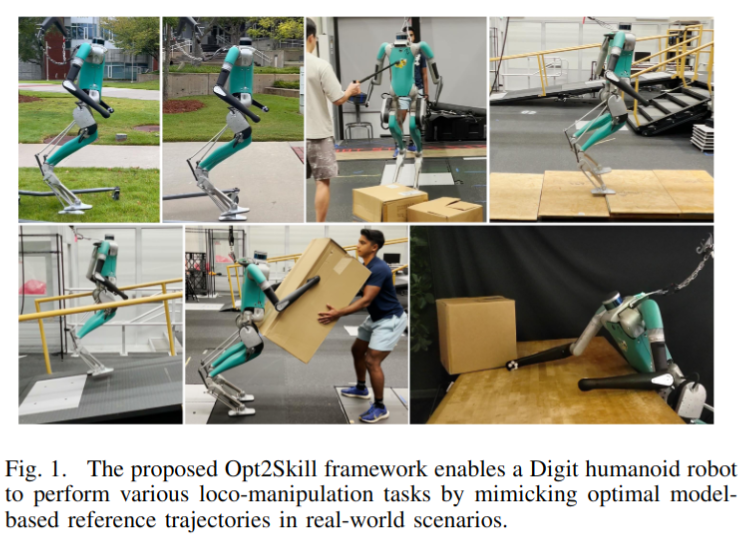 Fig. 1. The proposed Opt2Skill framework enables a Digit humanoid robot
to perform various loco-manipulation tasks by mimicking optimal model-
based reference trajectories in real-world scenarios.